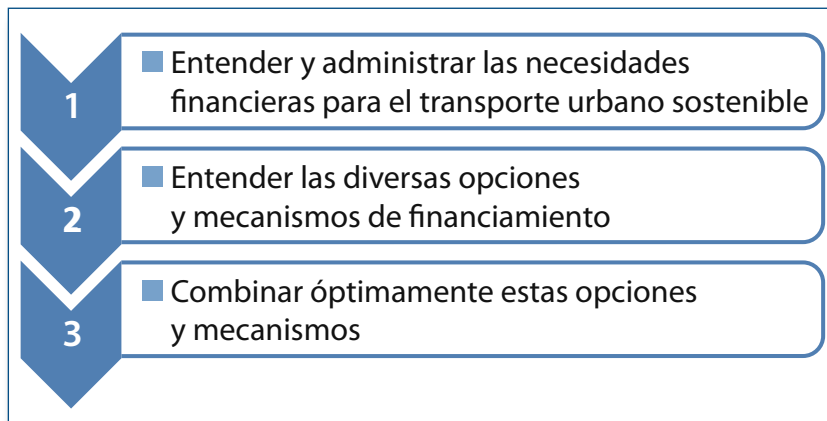 1
Entender y administrar las necesidades
financieras para el transporte urbano sostenible
2
Entender las diversas opciones
y mecanismos de financiamiento
3
Combinar óptimamente estas opciones
y mecanismos